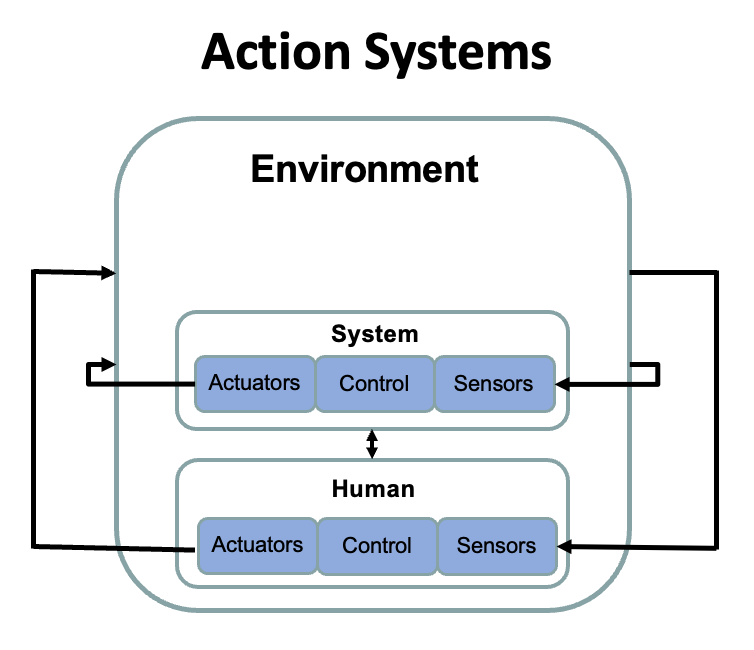 Action Systems
Environment
System
Actuators Control Sensors
Human
Actuators Control Sensors